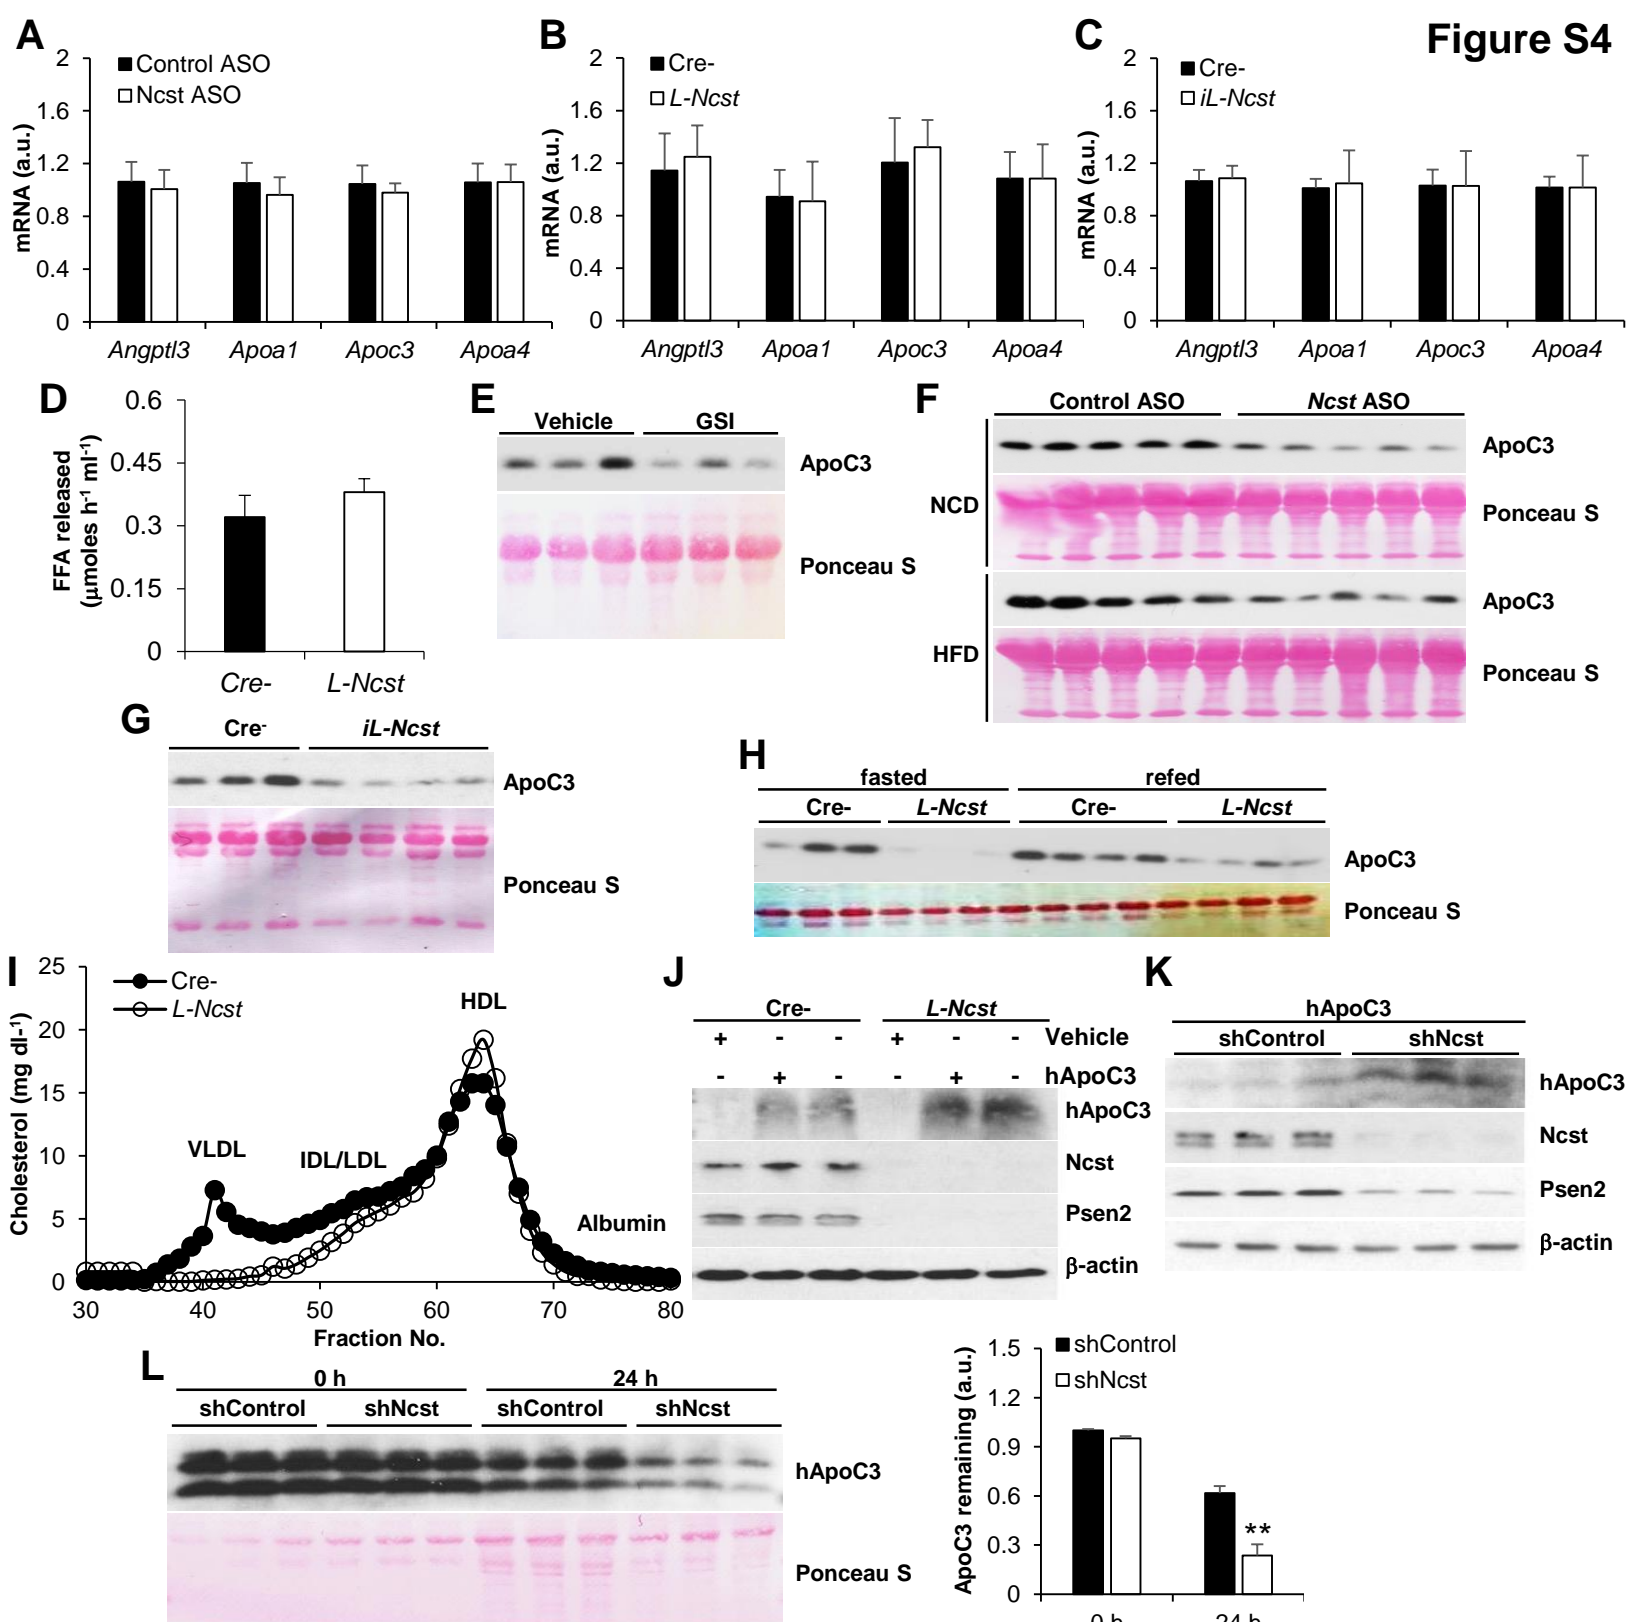 Figure S4
A
2
1.6
1.2
0.8
0.4
0
mRNA (a.u.)
Control ASO
Ncst ASO
Angptl3 Apoa1 Apoc3 Apoa4
B
2
1.6
1.2
0.8
0.4
0
mRNA (a.u.)
Cre-
L-Ncst
Angptl3 Apoa1 Apoc3 Apoa4
C
2
1.6
1.2
0.8
0.4
0
mRNA (a.u.)
Cre-
iL-Ncst
Angptl3 Apoa1 Apoc3 Apoa4
D
0.6
0.45
0.3
0.15
0
FFA released
(μmoles h-1 ml-1)
Cre- L-Ncst
E
Vehicle GSI
ApoC3
Ponceau S
F
Control ASO Ncst ASO
NCD
ApoC3
Ponceau S
HFD
ApoC3
Ponceau S
G
Cre- iL-Ncst
ApoC3
Ponceau S
H
fasted refed
Cre- L-Ncst Cre- L-Ncst
ApoC3
Ponceau S
I
25
20
15
10
5
0
Cholesterol (mg dl-1)
Cre-
L-Ncst
VLDL
IDL/LDL
HDL
Albumin
30 40 50 60 70 80
Fraction No.
J
Cre- L-Ncst
+ - - + - - Vehicle
- + - - + - hApoC3
hApoC3
Ncst
Psen2
β-actin
K
hApoC3
shControl shNcst
hApoC3
Ncst
Psen2
β-actin
L
0 h 24 h
shControl shNcst shControl shNcst
hApoC3
Ponceau S
1.5
1.2
0.9
0.6
0.3
0
ApoC3 remaining (a.u.)
shControl
shNcst
**
0 h 24 h